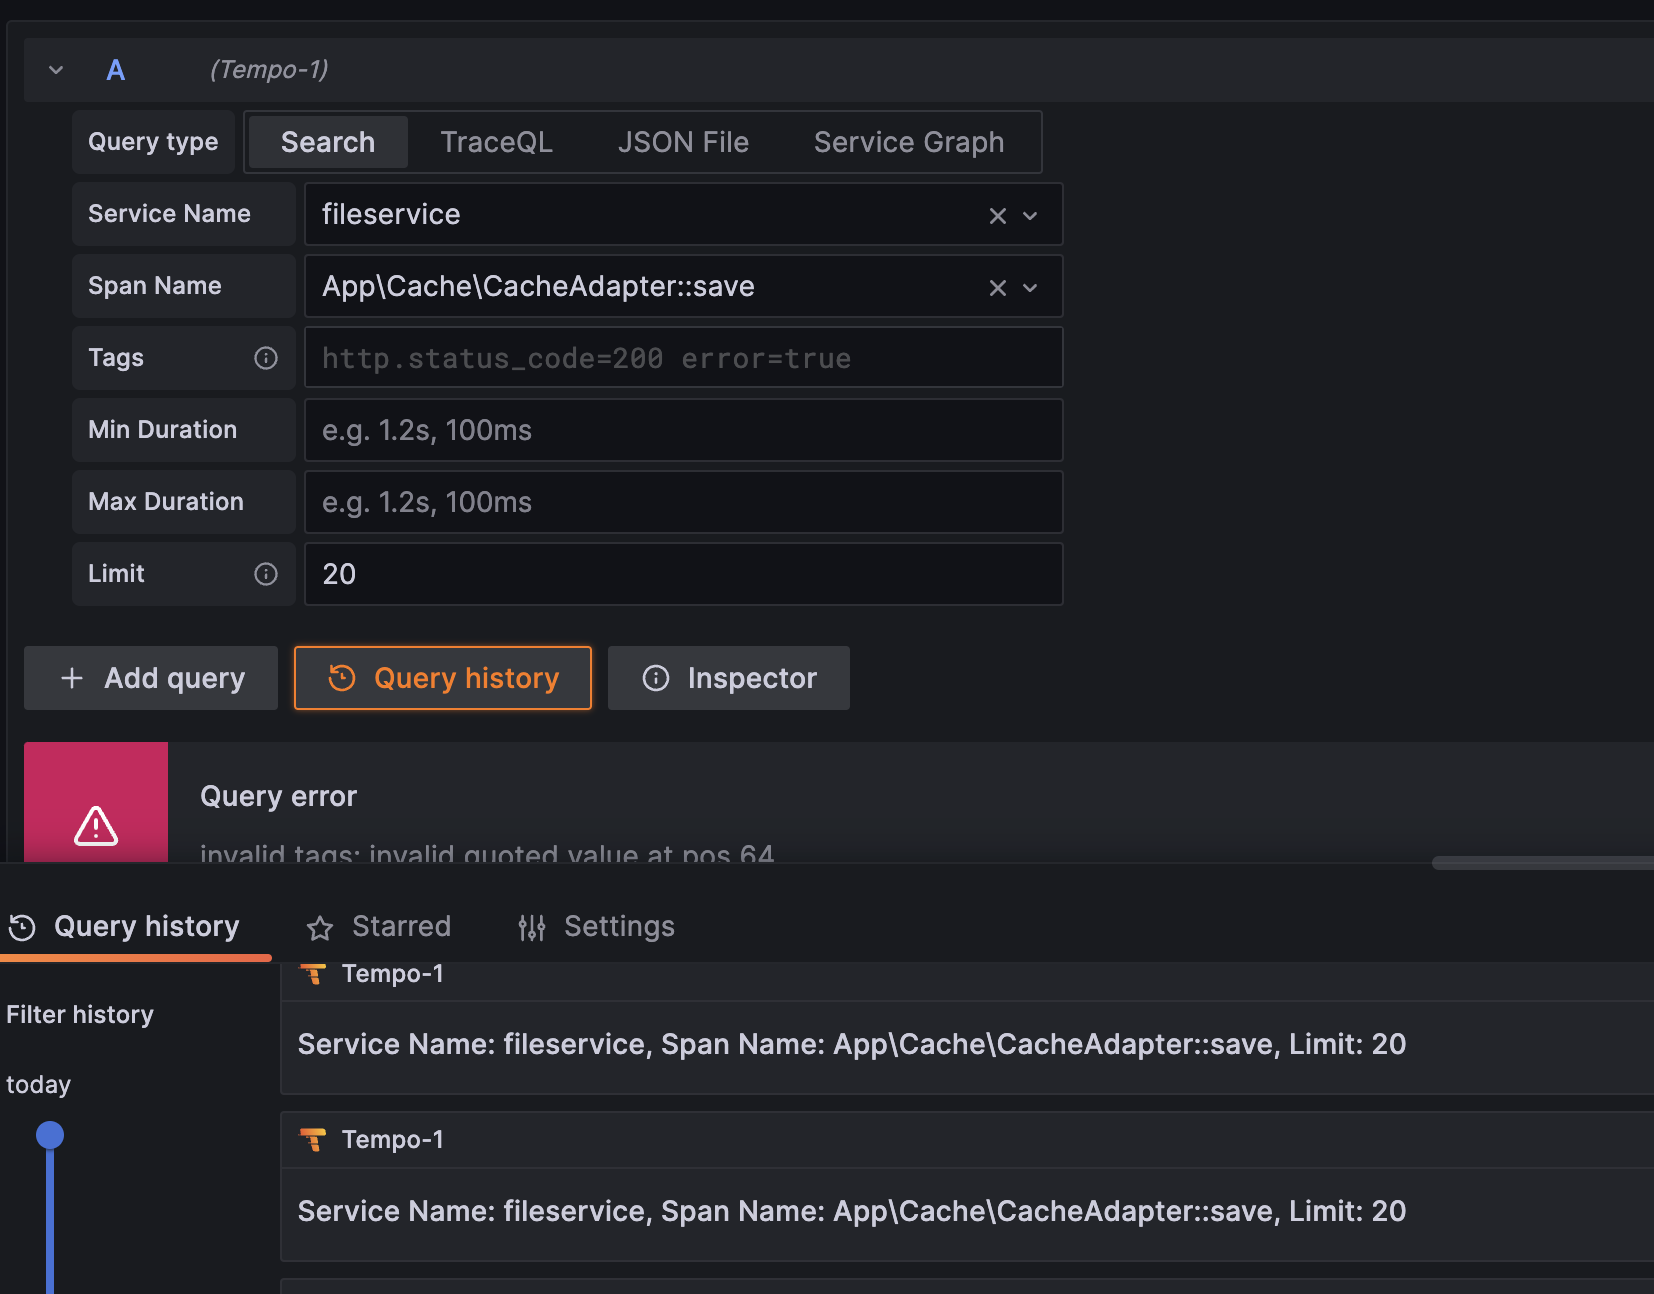 A (Tempo-1)
Query type Search TraceQL JSON File Service Graph
Service Name fileservice
Span Name App\Cache\CacheAdapter::save
Tags http.status_code=200 error=true
Min Duration e.g. 1.2s, 100ms
Max Duration e.g. 1.2s, 100ms
Limit 20
+ Add query Query history Inspector
Query error
invalid tags: invalid quoted value at pos 64
Query history Starred Settings
Tempo-1
Filter history
Service Name: fileservice, Span Name: App\Cache\CacheAdapter::save, Limit: 20
today
Tempo-1
Service Name: fileservice, Span Name: App\Cache\CacheAdapter::save, Limit: 20